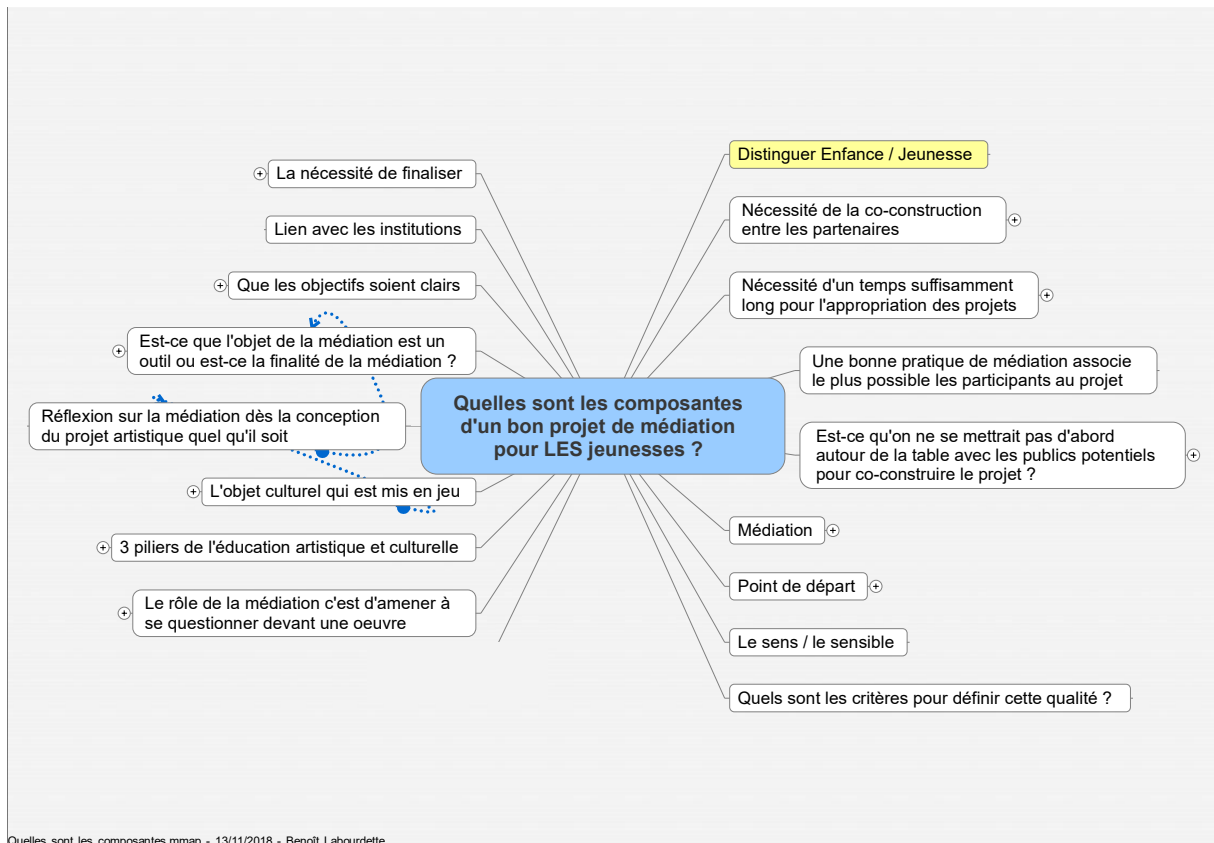 Quelles sont les composantes
d'un bon projet de médiation
pour LES jeunesses ?
Distinguer Enfance / Jeunesse
Nécessité de la co-construction
entre les partenaires
Nécessité d'un temps suffisamment
long pour l'appropriation des projets
Une bonne pratique de médiation associe
le plus possible les participants au projet
Est-ce qu'on ne se mettrait pas d'abord
autour de la table avec les publics potentiels
pour co-construire le projet ?
Médiation
Point de départ
Le sens / le sensible
Quels sont les critères pour définir cette qualité ?
La nécessité de finaliser
Lien avec les institutions
Que les objectifs soient clairs
Est-ce que l'objet de la médiation est un
outil ou est-ce la finalité de la médiation ?
Réflexion sur la médiation dès la conception
du projet artistique quel qu'il soit
L'objet culturel qui est mis en jeu
3 piliers de l'éducation artistique et culturelle
Le rôle de la médiation c'est d'amener à
se questionner devant une oeuvre
Quelles sont les composantes.mmap - 13/11/2018 - Benoît Labourdette